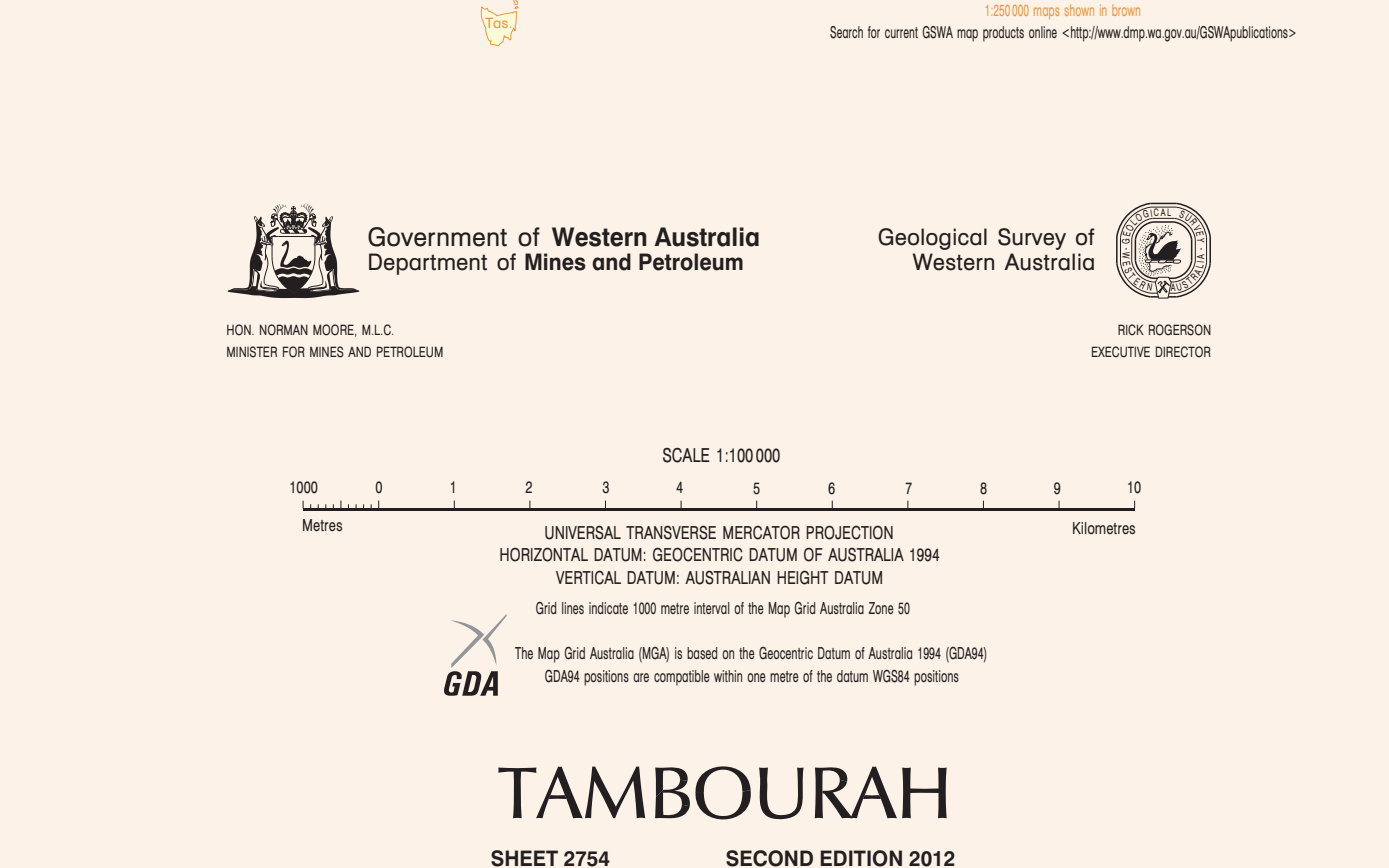 Tas.
1:250 000 maps shown in brown
Search for current GSWA map products online <http://www.dmp.wa.gov.au/GSWApublications>
Government of Western Australia
Department of Mines and Petroleum
Geological Survey of
Western Australia
GEOLOGICAL SURVEY · WESTERN AUSTRALIA ·
HON. NORMAN MOORE, M.L.C.
MINISTER FOR MINES AND PETROLEUM
RICK ROGERSON
EXECUTIVE DIRECTOR
SCALE 1:100 000
1000 0 1 2 3 4 5 6 7 8 9 10
Metres
Kilometres
UNIVERSAL TRANSVERSE MERCATOR PROJECTION
HORIZONTAL DATUM: GEOCENTRIC DATUM OF AUSTRALIA 1994
VERTICAL DATUM: AUSTRALIAN HEIGHT DATUM
Grid lines indicate 1000 metre interval of the Map Grid Australia Zone 50
GDA
The Map Grid Australia (MGA) is based on the Geocentric Datum of Australia 1994 (GDA94)
GDA94 positions are compatible within one metre of the datum WGS84 positions
TAMBOURAH
SHEET 2754 SECOND EDITION 2012